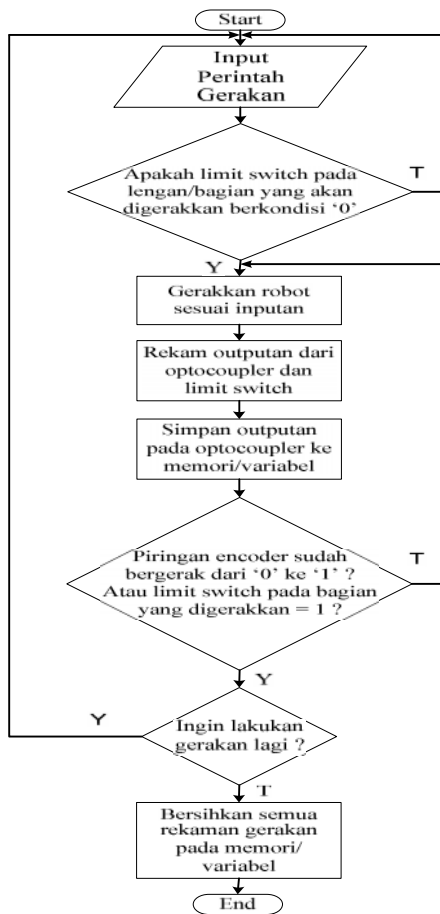 Start
Input
Perintah
Gerakan
Apakah limit switch pada
lengan/bagian yang akan
digerakkan berkondisi ‘0’
T
Y
Gerakkan robot
sesuai inputan
Rekam outputan dari
optocoupler dan
limit switch
Simpan outputan
pada optocoupler ke
memori/variabel
Piringan encoder sudah
bergerak dari ‘0’ ke ‘1’ ?
Atau limit switch pada bagian
yang digerakkan = 1 ?
T
Y
Ingin lakukan
gerakan lagi ?
Y
T
Bersihkan semua
rekaman gerakan
pada memori/
variabel
End